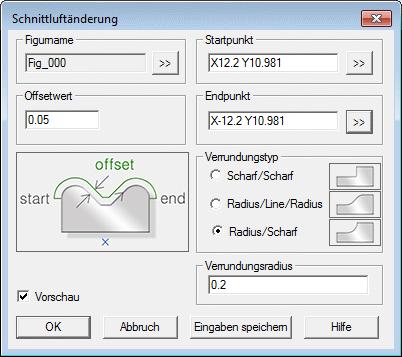 Schnittluftänderung
Figurname
Startpunkt
Fig_000 >>
X12.2 Y10.981 >>
Offsetwert
Endpunkt
0.05
X-12.2 Y10.981 >>
offset
start end
x
Verrundungstyp
Scharf/Scharf
Radius/Line/Radius
Radius/Scharf
Verrundungsradius
0.2
Vorschau
OK Abbruch Eingaben speichern Hilfe